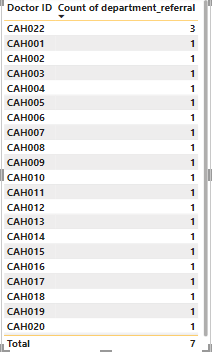 Doctor ID Count of department_referral
CAH022 3
CAH001 1
CAH002 1
CAH003 1
CAH004 1
CAH005 1
CAH006 1
CAH007 1
CAH008 1
CAH009 1
CAH010 1
CAH011 1
CAH012 1
CAH013 1
CAH014 1
CAH015 1
CAH016 1
CAH017 1
CAH018 1
CAH019 1
CAH020 1
Total 7